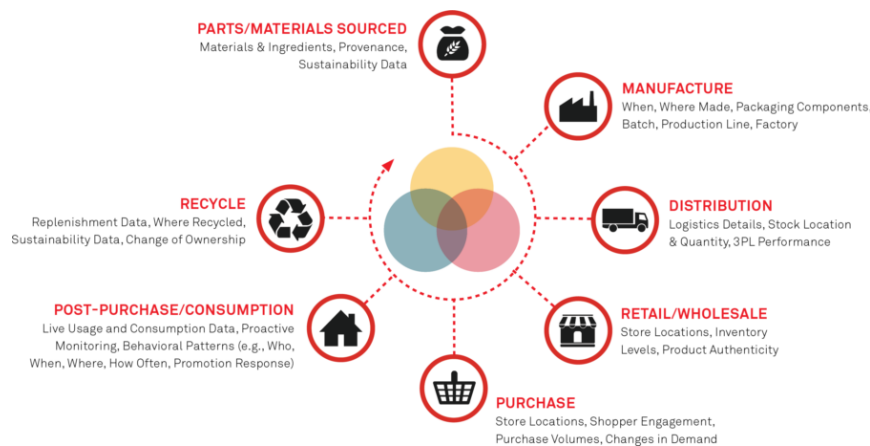 PARTS/MATERIALS SOURCED
Materials & Ingredients, Provenance,
Sustainability Data
MANUFACTURE
When, Where Made, Packaging Components,
Batch, Production Line, Factory
DISTRIBUTION
Logistics Details, Stock Location
& Quantity, 3PL Performance
RETAIL/WHOLESALE
Store Locations, Inventory
Levels, Product Authenticity
PURCHASE
Store Locations, Shopper Engagement,
Purchase Volumes, Changes in Demand
POST-PURCHASE/CONSUMPTION
Live Usage and Consumption Data, Proactive
Monitoring, Behavioral Patterns (e.g., Who,
When, Where, How Often, Promotion Response)
RECYCLE
Replenishment Data, Where Recycled,
Sustainability Data, Change of Ownership